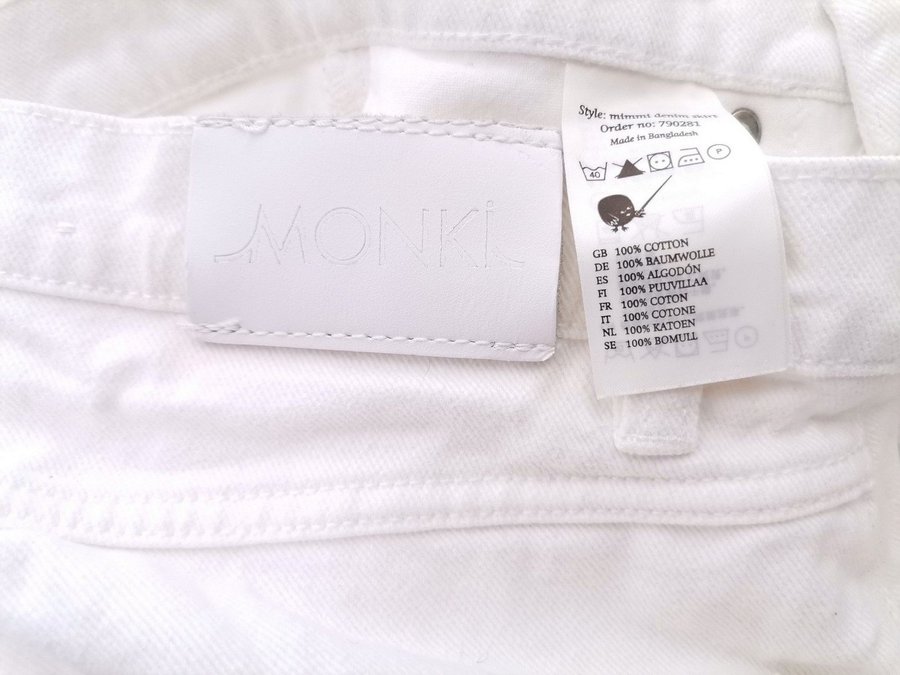 MONKI
Style: mimmi denim skirt
Order no: 790281
Made in Bangladesh
40
P
GB 100% COTTON
DE 100% BAUMWOLLE
ES 100% ALGODÓN
FI 100% PUUVILLAA
FR 100% COTON
IT 100% COTONE
NL 100% KATOEN
SE 100% BOMULL